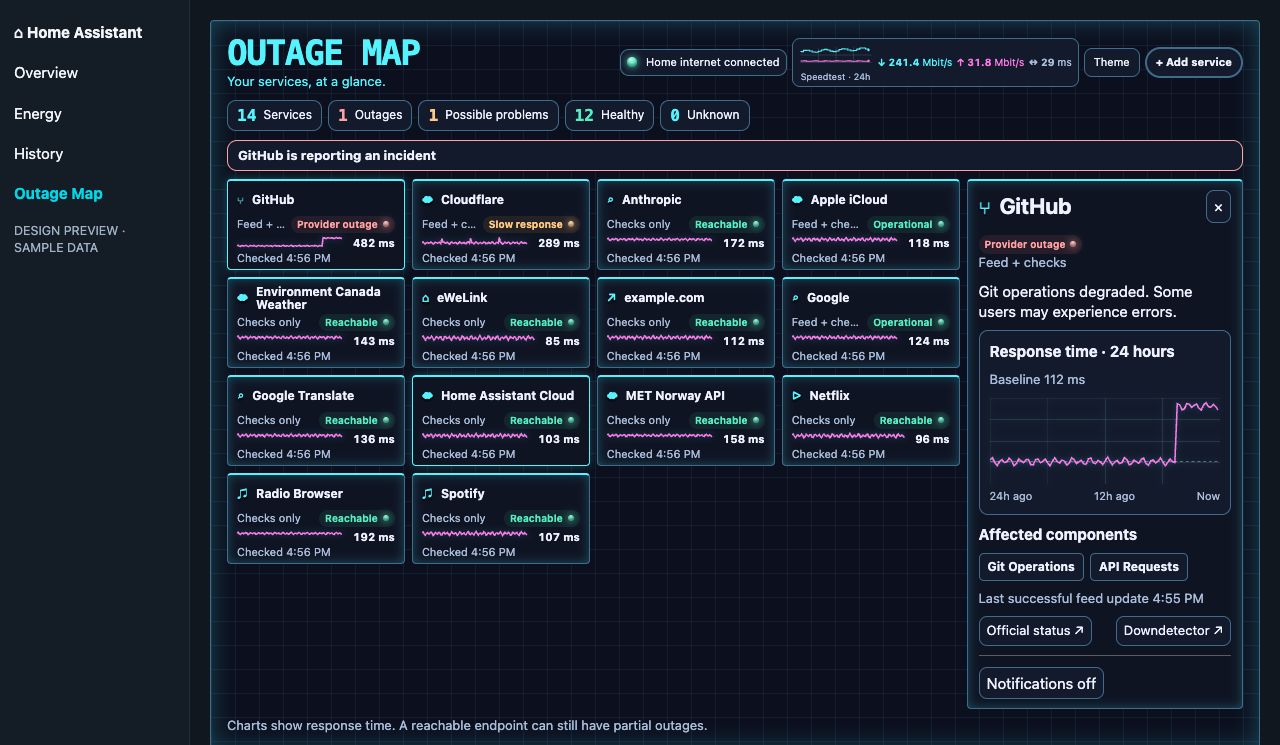 Home Assistant
Overview
Energy
History
Outage Map
DESIGN PREVIEW ·
SAMPLE DATA
OUTAGE MAP
Your services, at a glance.
Home internet connected
↓ 241.4 Mbit/s ↑ 31.8 Mbit/s ⇔ 29 ms
Speedtest · 24h
Theme
+ Add service
14 Services
1 Outages
1 Possible problems
12 Healthy
0 Unknown
GitHub is reporting an incident
GitHub
Feed + ... Provider outage
482 ms
Checked 4:56 PM
Cloudflare
Feed + c... Slow response
289 ms
Checked 4:56 PM
Anthropic
Checks only Reachable
172 ms
Checked 4:56 PM
Apple iCloud
Feed + che... Operational
118 ms
Checked 4:56 PM
Environment Canada
Weather
Checks only Reachable
143 ms
Checked 4:56 PM
eWeLink
Checks only Reachable
85 ms
Checked 4:56 PM
example.com
Checks only Reachable
112 ms
Checked 4:56 PM
Google
Feed + che... Operational
124 ms
Checked 4:56 PM
Google Translate
Checks only Reachable
136 ms
Checked 4:56 PM
Home Assistant Cloud
Checks only Reachable
103 ms
Checked 4:56 PM
MET Norway API
Checks only Reachable
158 ms
Checked 4:56 PM
Netflix
Checks only Reachable
96 ms
Checked 4:56 PM
Radio Browser
Checks only Reachable
192 ms
Checked 4:56 PM
Spotify
Checks only Reachable
107 ms
Checked 4:56 PM
GitHub
×
Provider outage
Feed + checks
Git operations degraded. Some
users may experience errors.
Response time · 24 hours
Baseline 112 ms
24h ago 12h ago Now
Affected components
Git Operations API Requests
Last successful feed update 4:55 PM
Official status ↗ Downdetector ↗
Notifications off
Charts show response time. A reachable endpoint can still have partial outages.